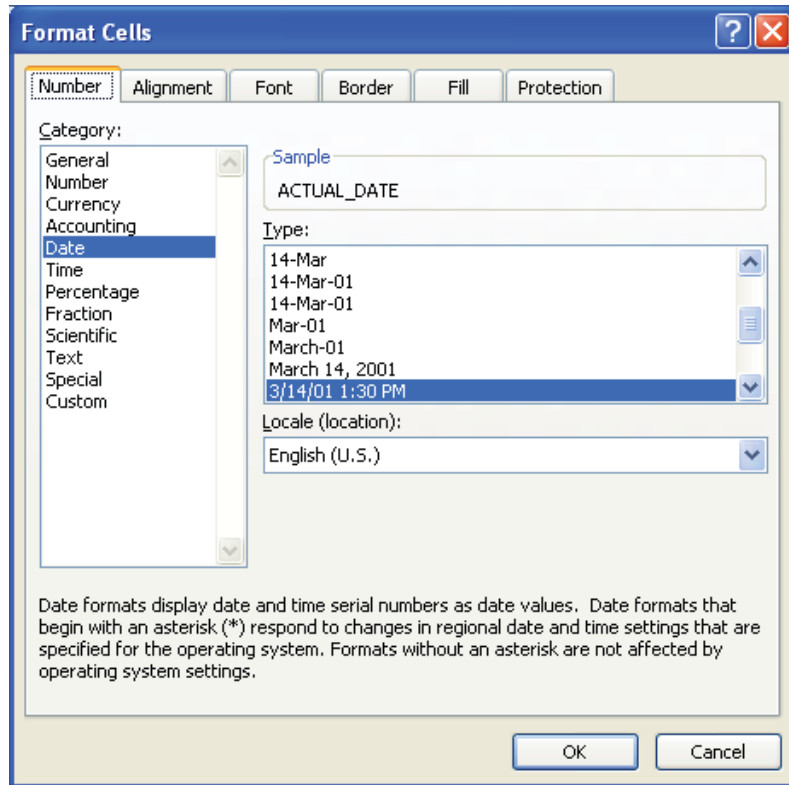 Format Cells
Number Alignment Font Border Fill Protection
Category:
General
Number
Currency
Accounting
Date
Time
Percentage
Fraction
Scientific
Text
Special
Custom
Sample
ACTUAL_DATE
Type:
14-Mar
14-Mar-01
14-Mar-01
Mar-01
March-01
March 14, 2001
3/14/01 1:30 PM
Locale (location):
English (U.S.)
Date formats display date and time serial numbers as date values.  Date formats that
begin with an asterisk (*) respond to changes in regional date and time settings that are
specified for the operating system. Formats without an asterisk are not affected by
operating system settings.
OK Cancel